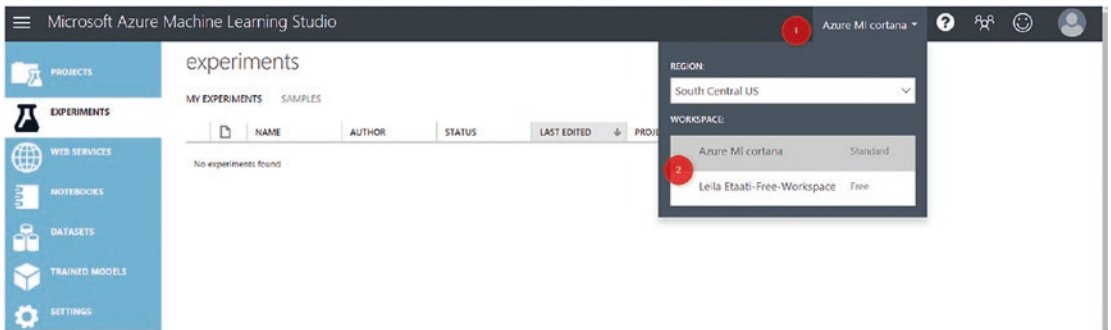 Microsoft Azure Machine Learning Studio
1
Azure Ml cortana
?
PROJECTS
EXPERIMENTS
WEB SERVICES
NOTEBOOKS
DATASETS
TRAINED MODELS
SETTINGS
experiments
MY EXPERIMENTS SAMPLES
NAME AUTHOR STATUS LAST EDITED PROJ
No experiments found
REGION:
South Central US
WORKSPACE:
Azure Ml cortana Standard
2
Leila Etaati-Free-Workspace Free